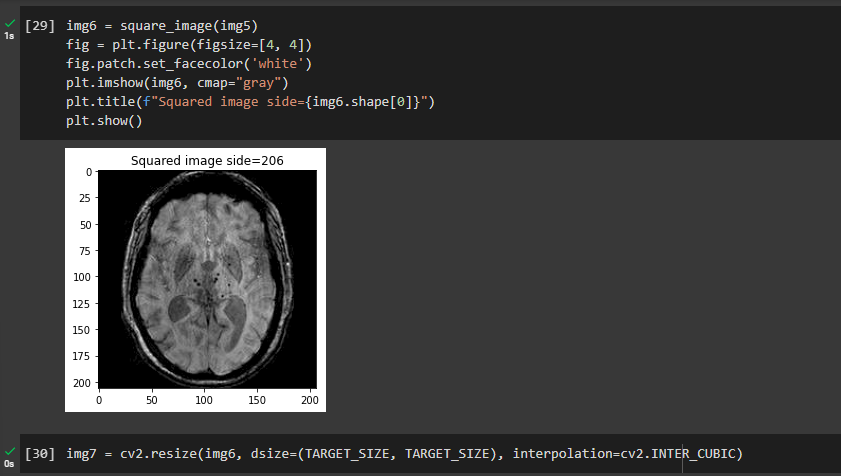 [29] img6 = square_image(img5)
fig = plt.figure(figsize=[4, 4])
fig.patch.set_facecolor('white')
plt.imshow(img6, cmap="gray")
plt.title(f"Squared image side={img6.shape[0]}")
plt.show()
1s
Squared image side=206
0
25
50
75
100
125
150
175
200
0 50 100 150 200
[30] img7 = cv2.resize(img6, dsize=(TARGET_SIZE, TARGET_SIZE), interpolation=cv2.INTER_CUBIC)
0s